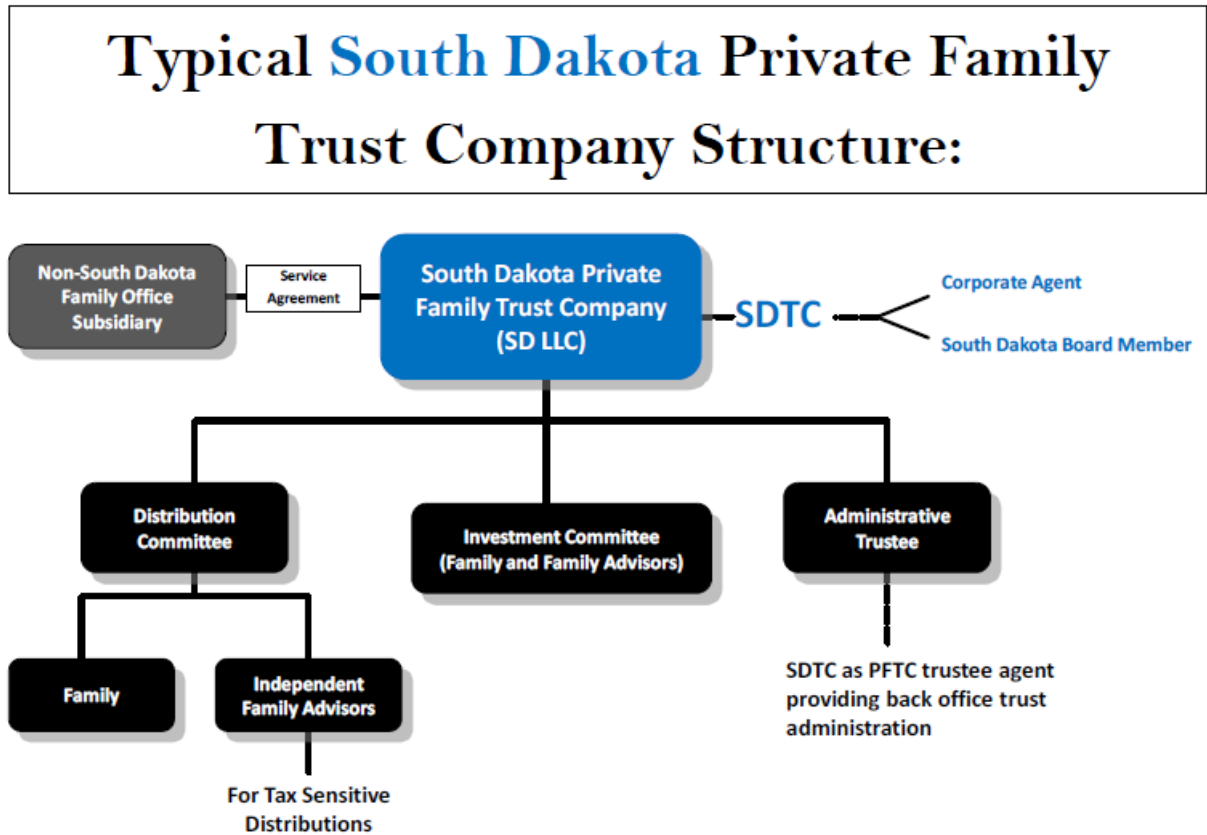 Typical South Dakota Private Family
Trust Company Structure:
Non-South Dakota
Family Office
Subsidiary
Service
Agreement
South Dakota Private
Family Trust Company
(SD LLC)
SDTC
Corporate Agent
South Dakota Board Member
Distribution
Committee
Investment Committee
(Family and Family Advisors)
Administrative
Trustee
Family
Independent
Family Advisors
SDTC as PFTC trustee agent
providing back office trust
administration
For Tax Sensitive
Distributions